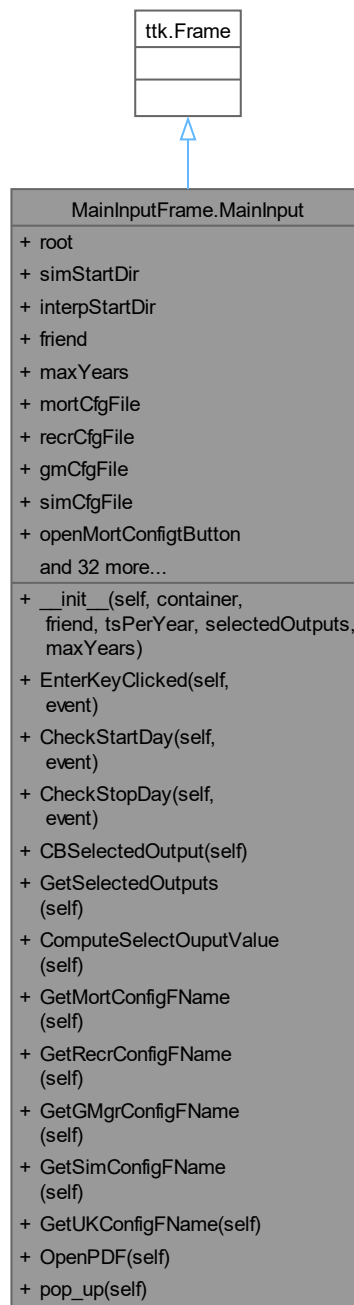 ttk.Frame
MainInputFrame.MainInput
+ root
+ simStartDir
+ interpStartDir
+ friend
+ maxYears
+ mortCfgFile
+ recrCfgFile
+ gmCfgFile
+ simCfgFile
+ openMortConfigtButton
and 32 more...
+ __init__(self, container,
friend, tsPerYear, selectedOutputs,
maxYears)
+ EnterKeyClicked(self,
event)
+ CheckStartDay(self,
event)
+ CheckStopDay(self,
event)
+ CBSelectedOutput(self)
+ GetSelectedOutputs
(self)
+ ComputeSelectOuputValue
(self)
+ GetMortConfigFName
(self)
+ GetRecrConfigFName
(self)
+ GetGMgrConfigFName
(self)
+ GetSimConfigFName
(self)
+ GetUKConfigFName(self)
+ OpenPDF(self)
+ pop_up(self)